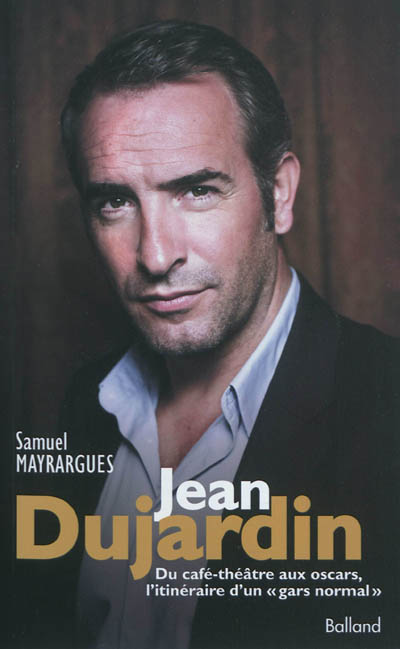 Samuel
MAYRARGUES
Jean
Dujardin
Du café-théâtre aux oscars,
l'itinéraire d'un « gars normal »
Balland